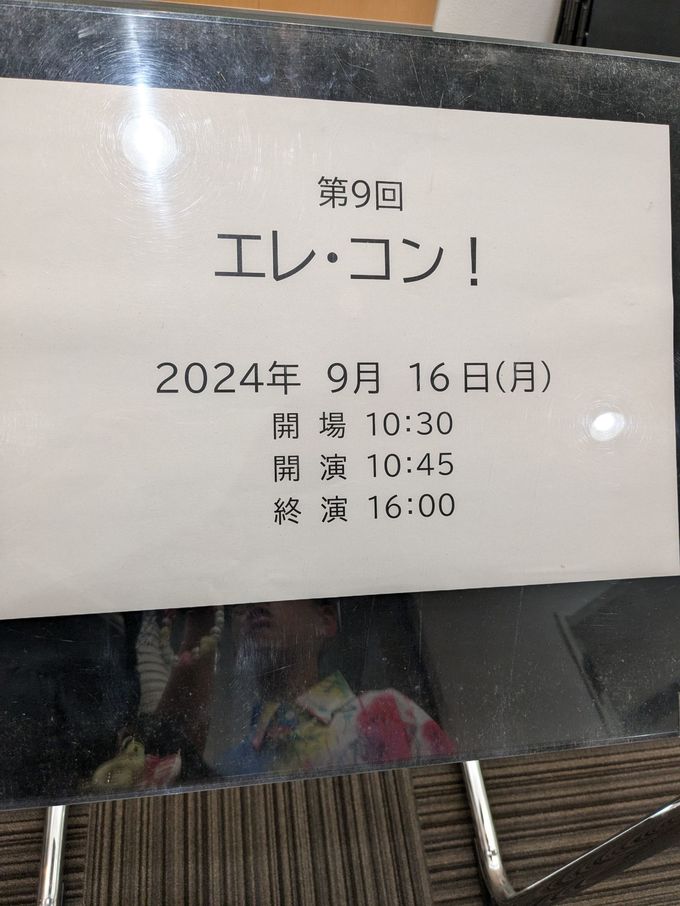 第9回
エレ・コン！
2024年 9月 16日(月)
開場 10:30
開演 10:45
終演 16:00